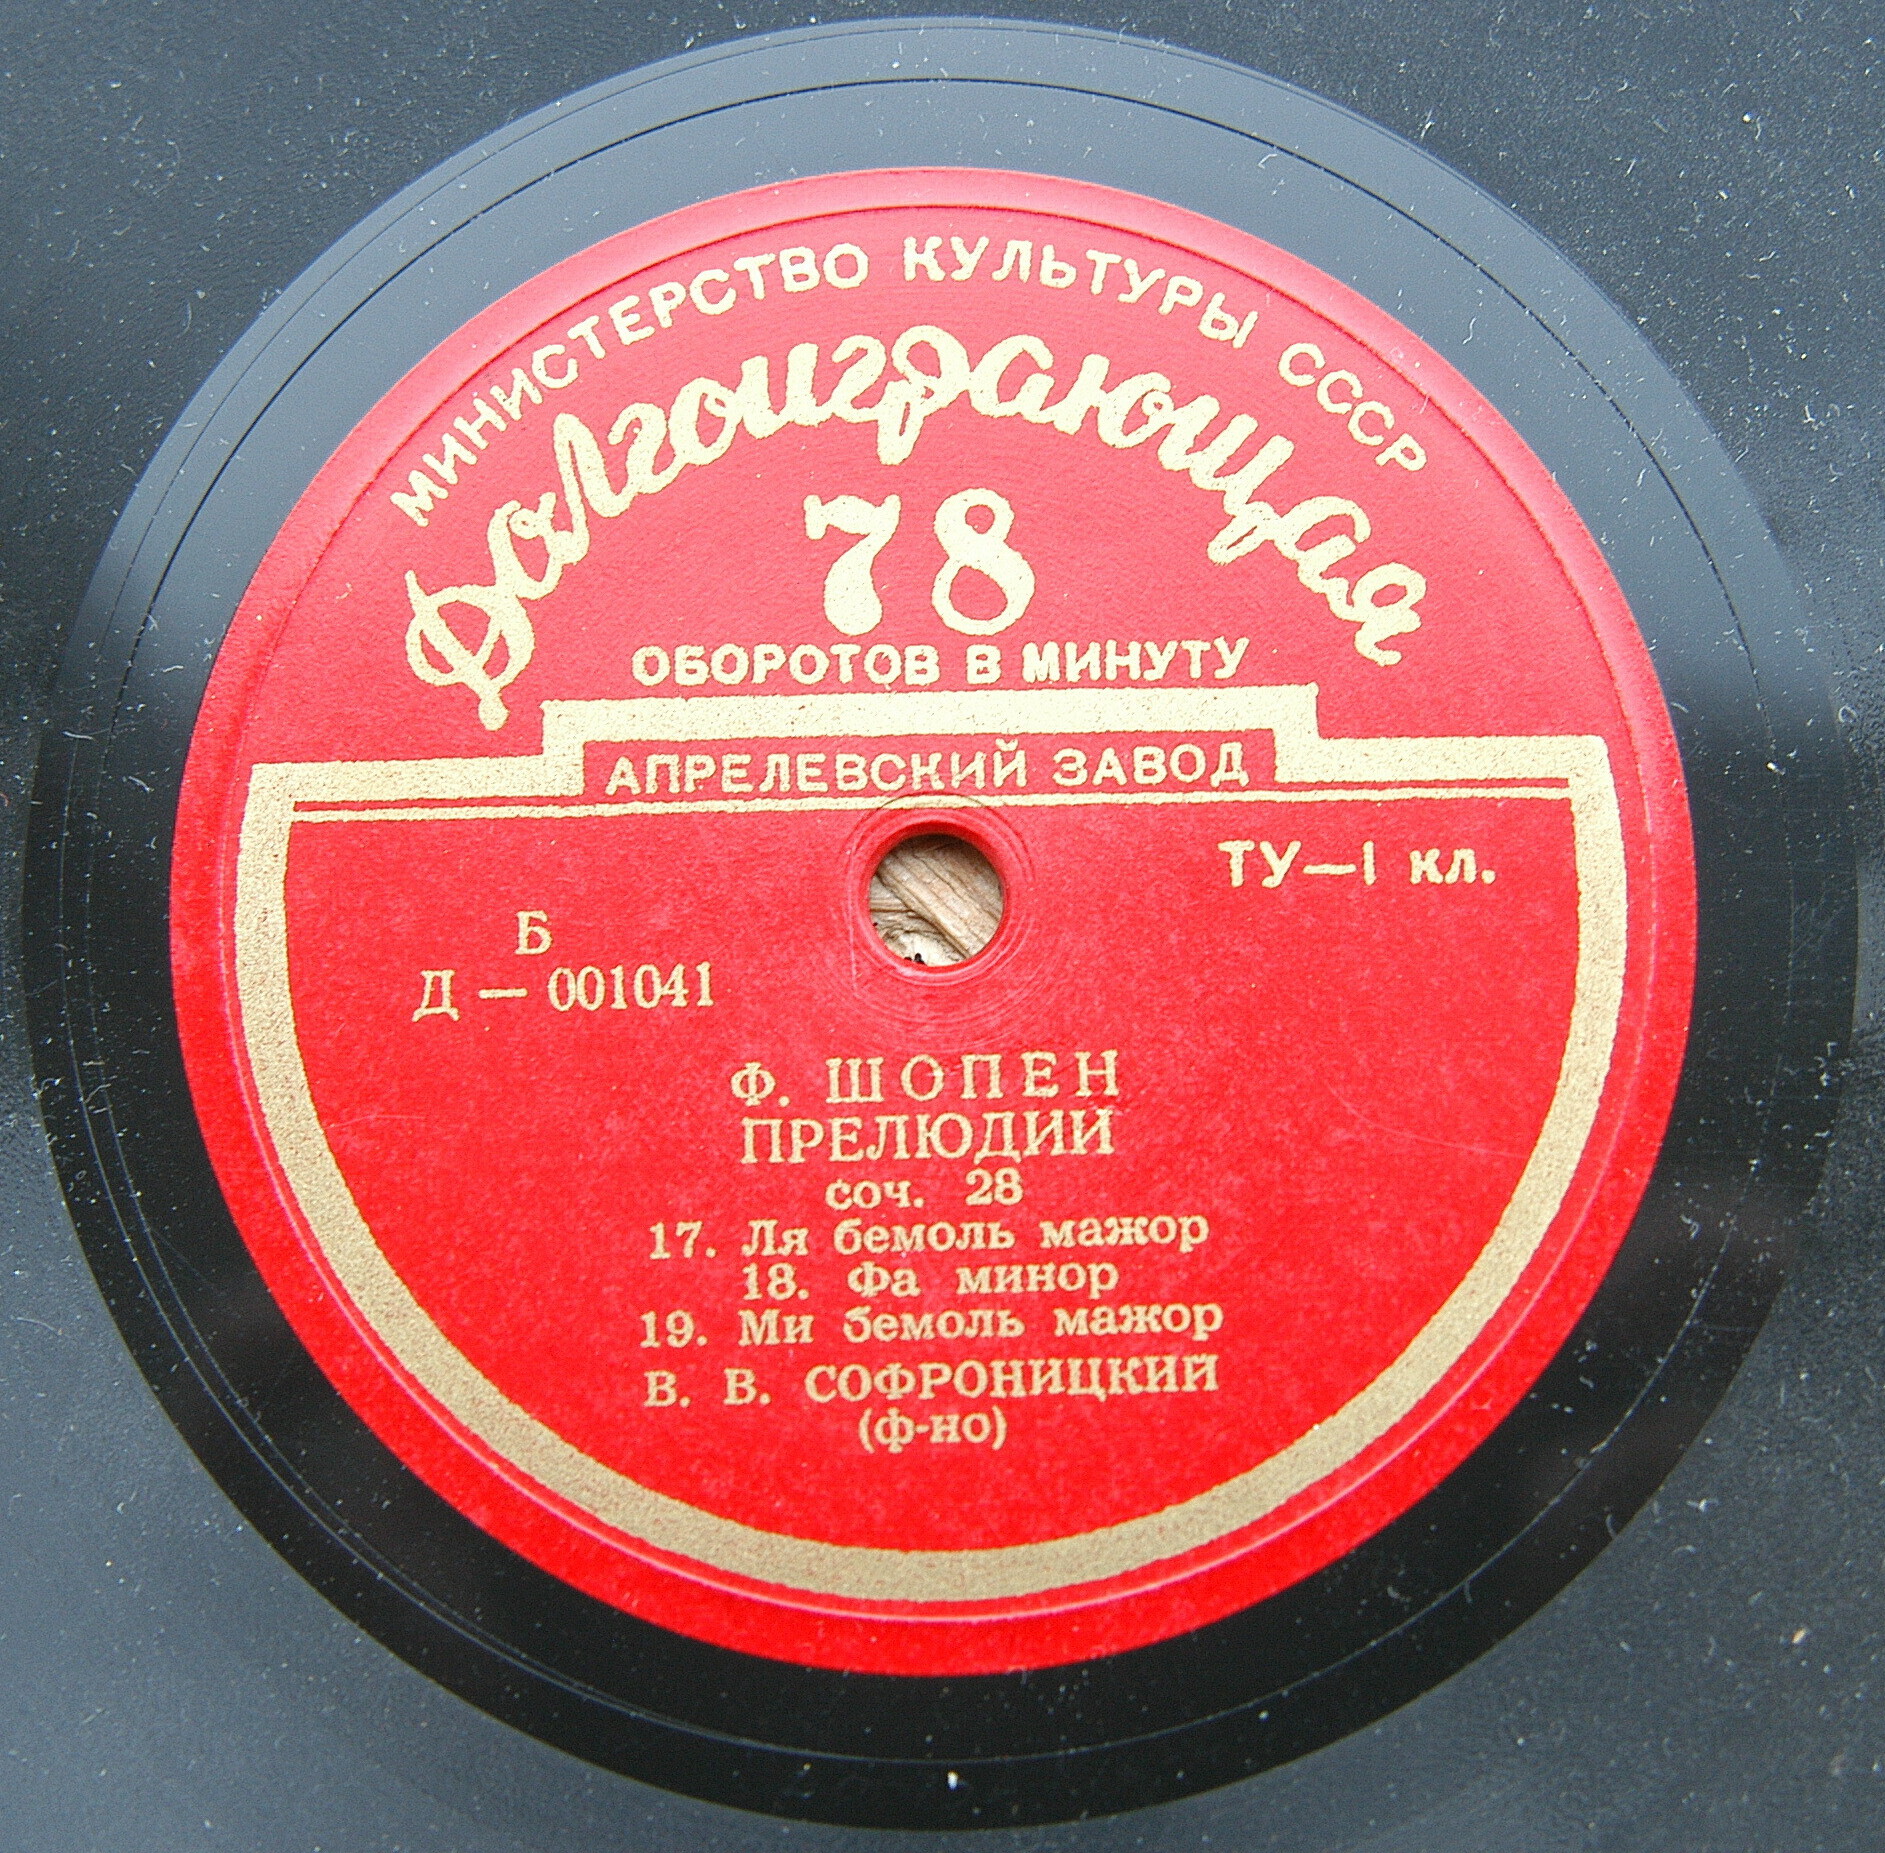 МИНИСТЕРСТВО КУЛЬТУРЫ СССР
Долгоиграющая
78
ОБОРОТОВ В МИНУТУ
АПРЕЛЕВСКИЙ ЗАВОД
ТУ—I кл.
Б
Д — 001041
Ф. ШОПЕН
ПРЕЛЮДИИ
соч. 28
17. Ля бемоль мажор
18. Фа минор
19. Ми бемоль мажор
В. В. СОФРОНИЦКИЙ
(ф-но)